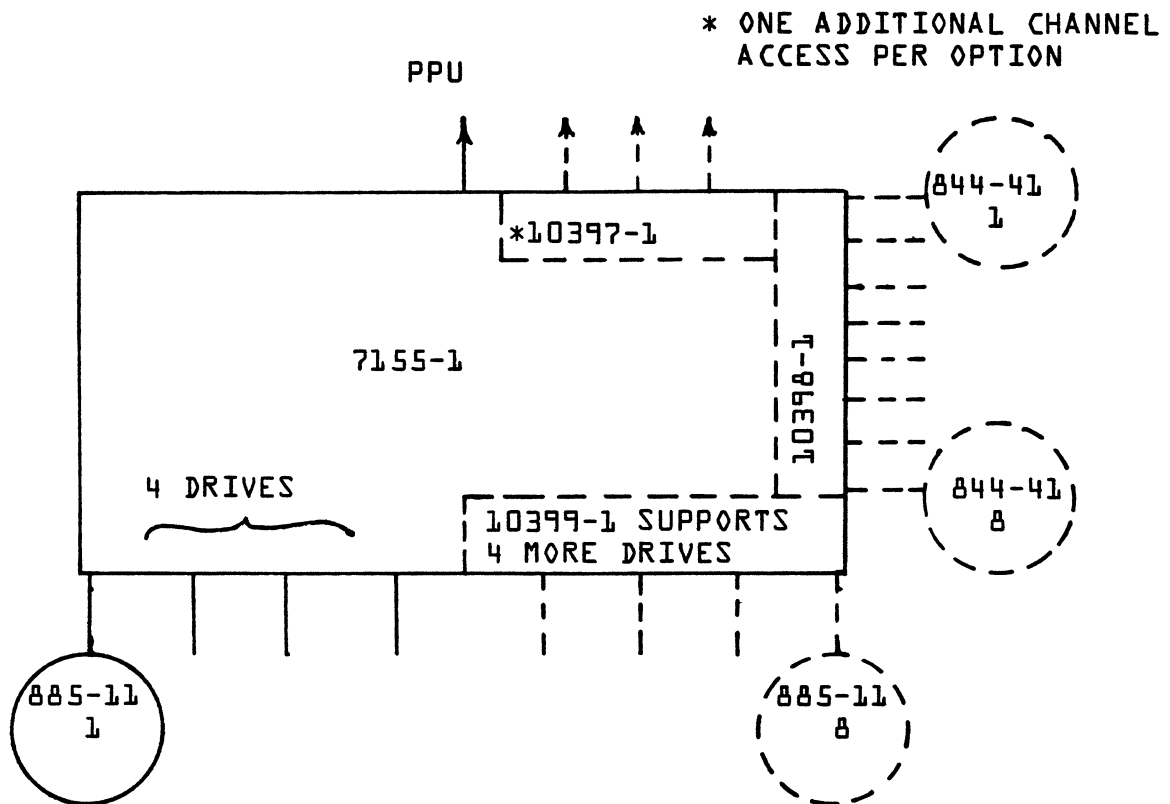 * ONE ADDITIONAL CHANNEL
ACCESS PER OPTION
PPU
844-41
1
*10397-1
7155-1
10398-1
4 DRIVES
844-41
8
10399-1 SUPPORTS
4 MORE DRIVES
885-11
1
885-11
8